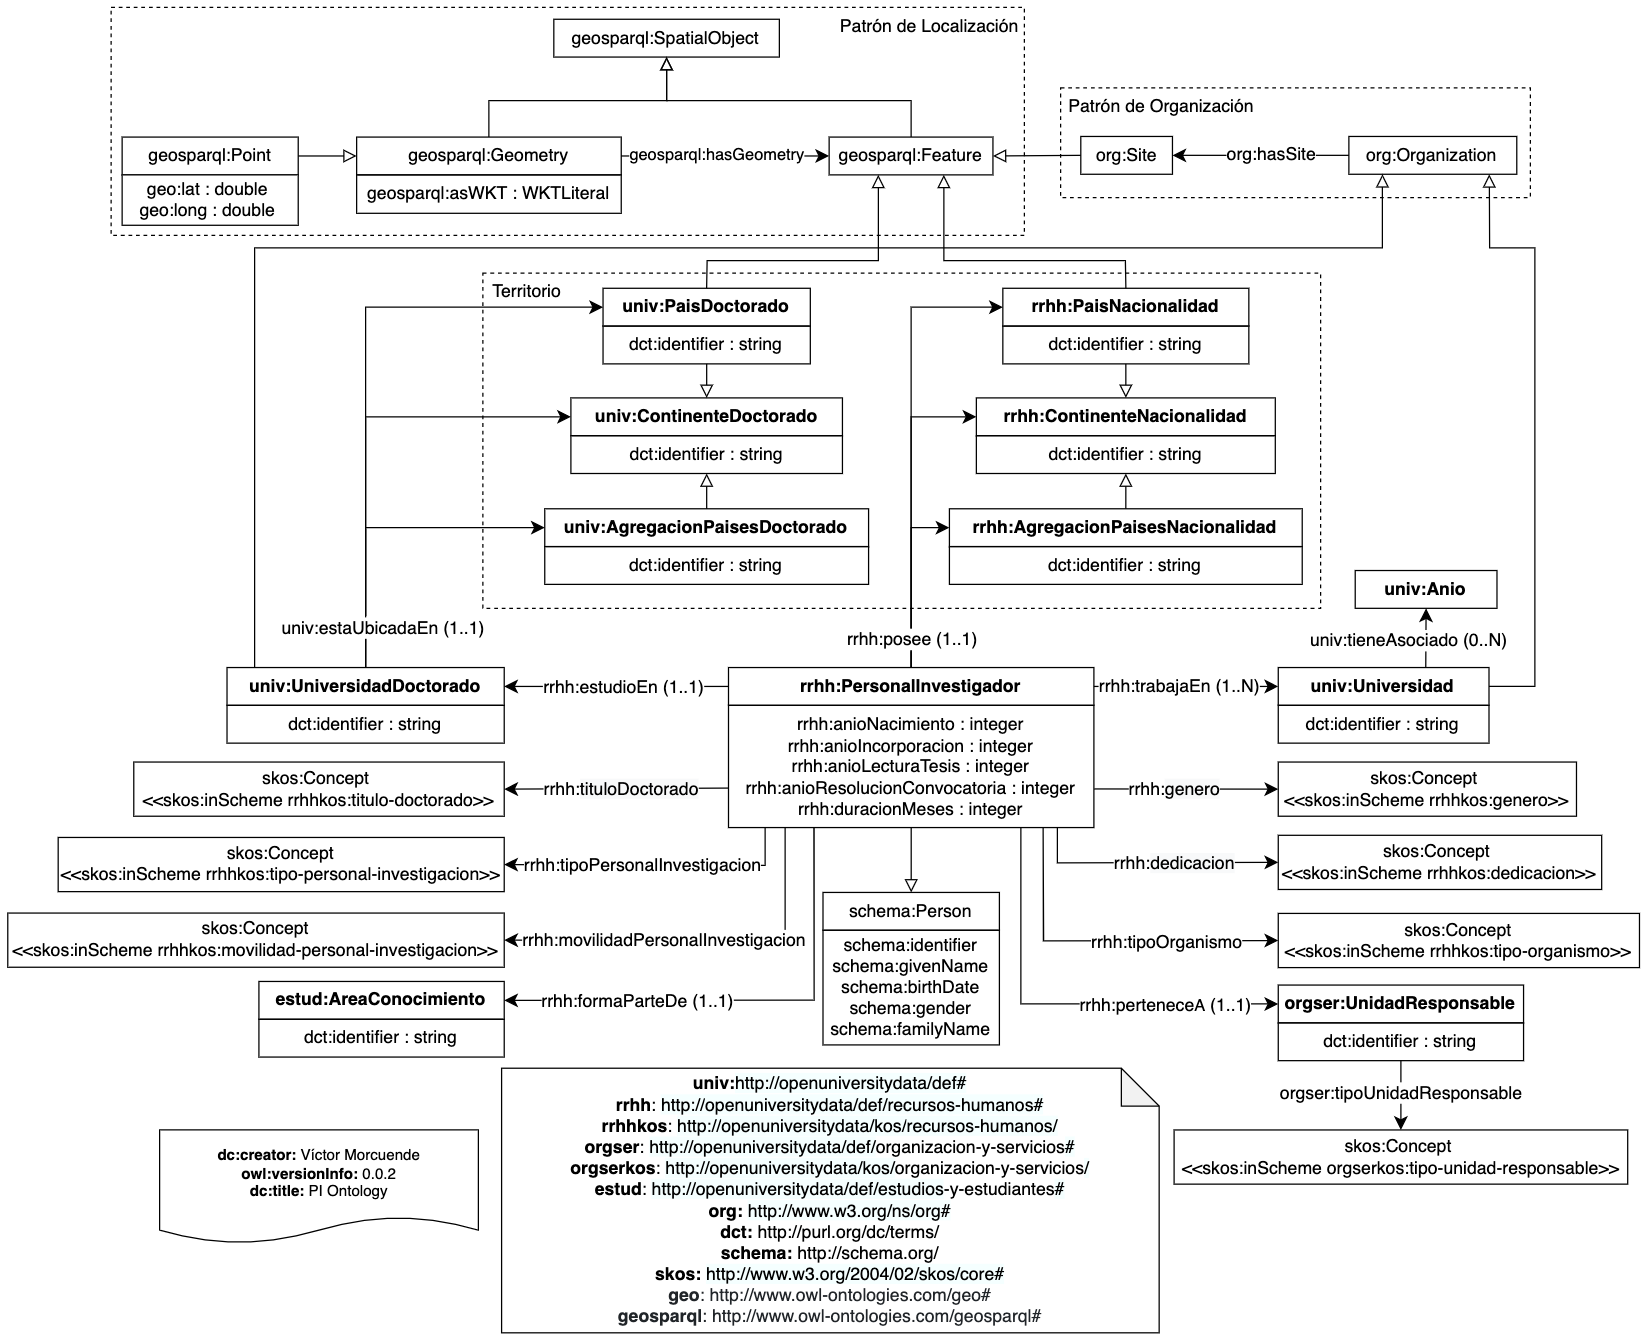 Patrón de Localización
geosparql:SpatialObject
Patrón de Organización
geosparql:Point
geo:lat : double
geo:long : double
geosparql:Geometry
geosparql:asWKT : WKTLiteral
geosparql:hasGeometry
geosparql:Feature
org:Site
org:hasSite
org:Organization
Territorio
univ:PaisDoctorado
dct:identifier : string
rrhh:PaisNacionalidad
dct:identifier : string
univ:ContinenteDoctorado
dct:identifier : string
rrhh:ContinenteNacionalidad
dct:identifier : string
univ:AgregacionPaisesDoctorado
dct:identifier : string
rrhh:AgregacionPaisesNacionalidad
dct:identifier : string
univ:Anio
univ:estaUbicadaEn (1..1)
rrhh:posee (1..1)
univ:tieneAsociado (0..N)
univ:UniversidadDoctorado
dct:identifier : string
rrhh:estudioEn (1..1)
rrhh:PersonalInvestigador
rrhh:anioNacimiento : integer
rrhh:anioIncorporacion : integer
rrhh:anioLecturaTesis : integer
rrhh:anioResolucionConvocatoria : integer
rrhh:duracionMeses : integer
rrhh:trabajaEn (1..N)
univ:Universidad
dct:identifier : string
skos:Concept
<<skos:inScheme rrhhkos:titulo-doctorado>>
rrhh:tituloDoctorado
rrhh:genero
skos:Concept
<<skos:inScheme rrhhkos:genero>>
skos:Concept
<<skos:inScheme rrhhkos:tipo-personal-investigacion>>
rrhh:tipoPersonalInvestigacion
rrhh:dedicacion
skos:Concept
<<skos:inScheme rrhhkos:dedicacion>>
skos:Concept
<<skos:inScheme rrhhkos:movilidad-personal-investigacion>>
rrhh:movilidadPersonalInvestigacion
schema:Person
schema:identifier
schema:givenName
schema:birthDate
schema:gender
schema:familyName
rrhh:tipoOrganismo
skos:Concept
<<skos:inScheme rrhhkos:tipo-organismo>>
estud:AreaConocimiento
dct:identifier : string
rrhh:formaParteDe (1..1)
rrhh:perteneceA (1..1)
orgser:UnidadResponsable
dct:identifier : string
orgser:tipoUnidadResponsable
skos:Concept
<<skos:inScheme orgserkos:tipo-unidad-responsable>>
dc:creator: Víctor Morcuende
owl:versionInfo: 0.0.2
dc:title: PI Ontology
univ:http://openuniversitydata/def#
rrhh: http://openuniversitydata/def/recursos-humanos#
rrhhkos: http://openuniversitydata/kos/recursos-humanos/
orgser: http://openuniversitydata/def/organizacion-y-servicios#
orgserkos: http://openuniversitydata/kos/organizacion-y-servicios/
estud: http://openuniversitydata/def/estudios-y-estudiantes#
org: http://www.w3.org/ns/org#
dct: http://purl.org/dc/terms/
schema: http://schema.org/
skos: http://www.w3.org/2004/02/skos/core#
geo: http://www.owl-ontologies.com/geo#
geosparql: http://www.owl-ontologies.com/geosparql#